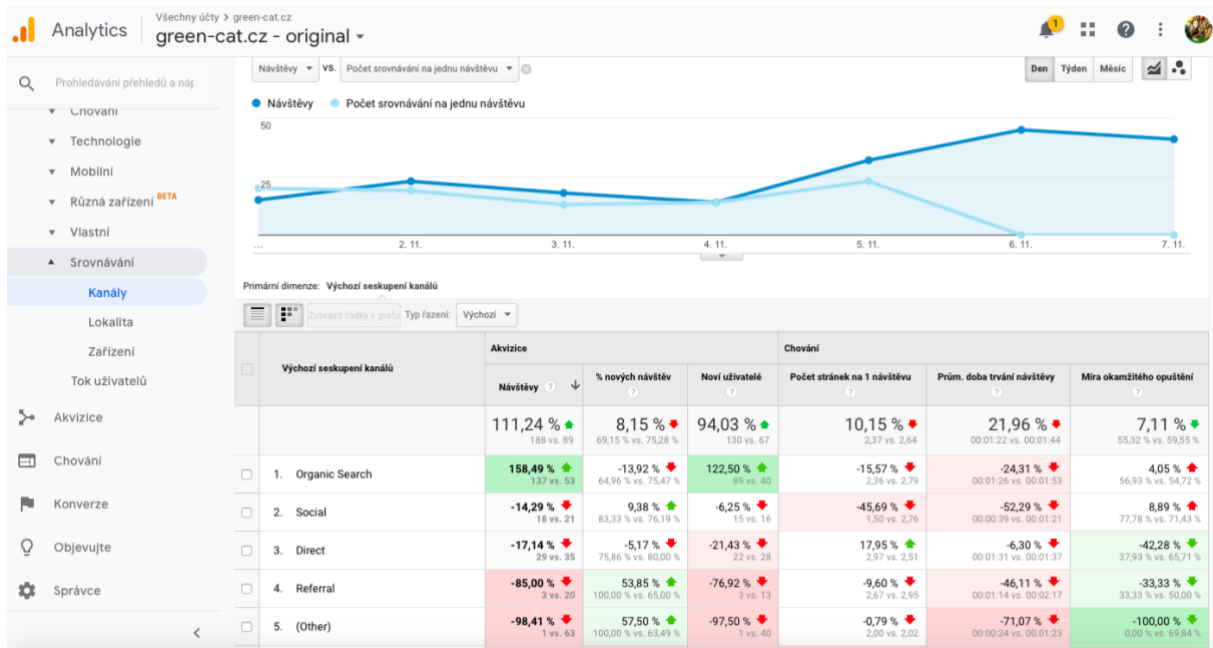 Analytics
Všechny účty > green-cat.cz
green-cat.cz - original
1
Prohledávání přehledů a náp
Chování
Technologie
Mobilní
Různá zařízení BETA
Vlastní
Srovnávání
Kanály
Lokalita
Zařízení
Tok uživatelů
Akvizice
Chování
Konverze
Objevujte
Správce
Návštěvy VS. Počet srovnávání na jednu návštěvu
Den Týden Měsíc
Návštěvy Počet srovnávání na jednu návštěvu
50
25
... 2. 11. 3. 11. 4. 11. 5. 11. 6. 11. 7. 11.
Primární dimenze: Výchozí seskupení kanálů
Zobrazit řádky v grafu Typ řazení: Výchozí
Akvizice Chování
Výchozí seskupení kanálů
Návštěvy ? % nových návštěv ? Noví uživatelé ? Počet stránek na 1 návštěvu ? Prům. doba trvání návštěvy ? Míra okamžitého opuštění ?
111,24 % 8,15 % 94,03 % 10,15 % 21,96 % 7,11 %
188 vs. 89 69,15 % vs. 75,28 % 130 vs. 67 2,37 vs. 2,64 00:01:22 vs. 00:01:44 55,32 % vs. 59,55 %
1. Organic Search 158,49 % -13,92 % 122,50 % -15,57 % -24,31 % 4,05 %
137 vs. 53 64,96 % vs. 75,47 % 89 vs. 40 2,36 vs. 2,79 00:01:26 vs. 00:01:53 56,93 % vs. 54,72 %
2. Social -14,29 % 9,38 % -6,25 % -45,69 % -52,29 % 8,89 %
18 vs. 21 83,33 % vs. 76,19 % 15 vs. 16 1,50 vs. 2,76 00:00:39 vs. 00:01:21 77,78 % vs. 71,43 %
3. Direct -17,14 % -5,17 % -21,43 % 17,95 % -6,30 % -42,28 %
29 vs. 35 75,86 % vs. 80,00 % 22 vs. 28 2,97 vs. 2,51 00:01:31 vs. 00:01:37 37,93 % vs. 65,71 %
4. Referral -85,00 % 53,85 % -76,92 % -9,60 % -46,11 % -33,33 %
3 vs. 20 100,00 % vs. 65,00 % 3 vs. 13 2,67 vs. 2,95 00:01:14 vs. 00:02:17 33,33 % vs. 50,00 %
5. (Other) -98,41 % 57,50 % -97,50 % -0,79 % -71,07 % -100,00 %
1 vs. 63 100,00 % vs. 63,49 % 1 vs. 40 2,00 vs. 2,02 00:00:24 vs. 00:01:23 0,00 % vs. 69,84 %